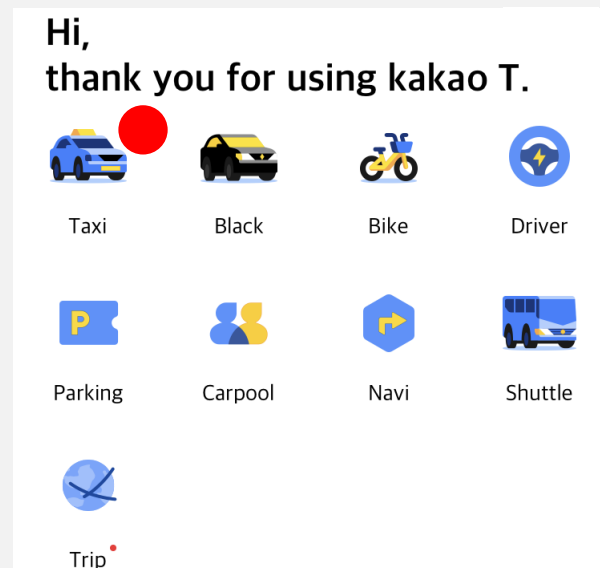 Hi,
thank you for using kakao T.
Taxi Black Bike Driver
P
Parking Carpool Navi Shuttle
Trip